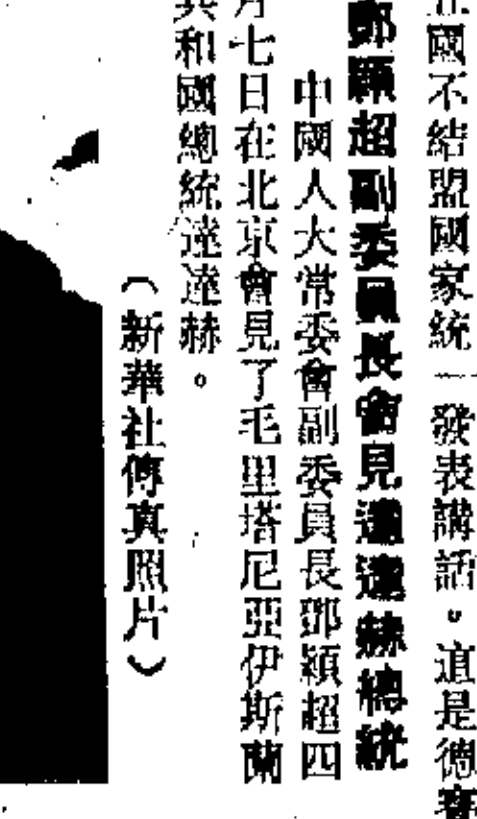 國不結盟國家統一發表講話。這是德
鄧穎超副委員長會見達達赫總統
中國人大常委會副委員長鄧穎超四
月七日在北京會見了毛里塔尼亞伊斯蘭
共和國總統達達赫。
（新華社傳真照片）